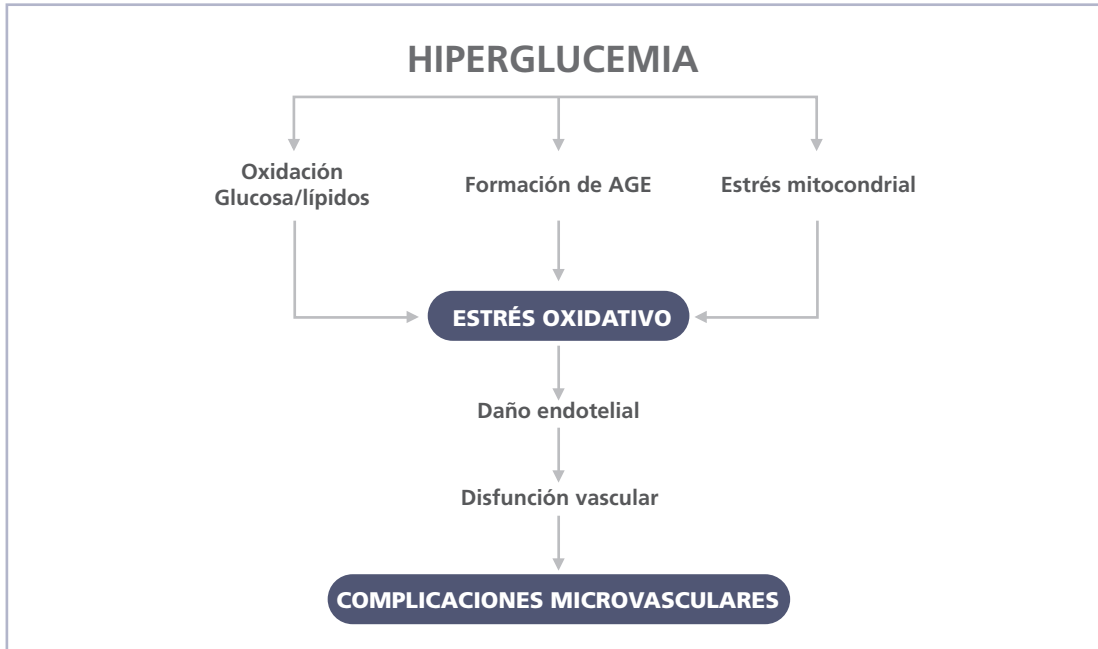 HIPERGLUCEMIA
Oxidación
Glucosa/lípidos
Formación de AGE
Estrés mitocondrial
ESTRÉS OXIDATIVO
Daño endotelial
Disfunción vascular
COMPLICACIONES MICROVASCULARES